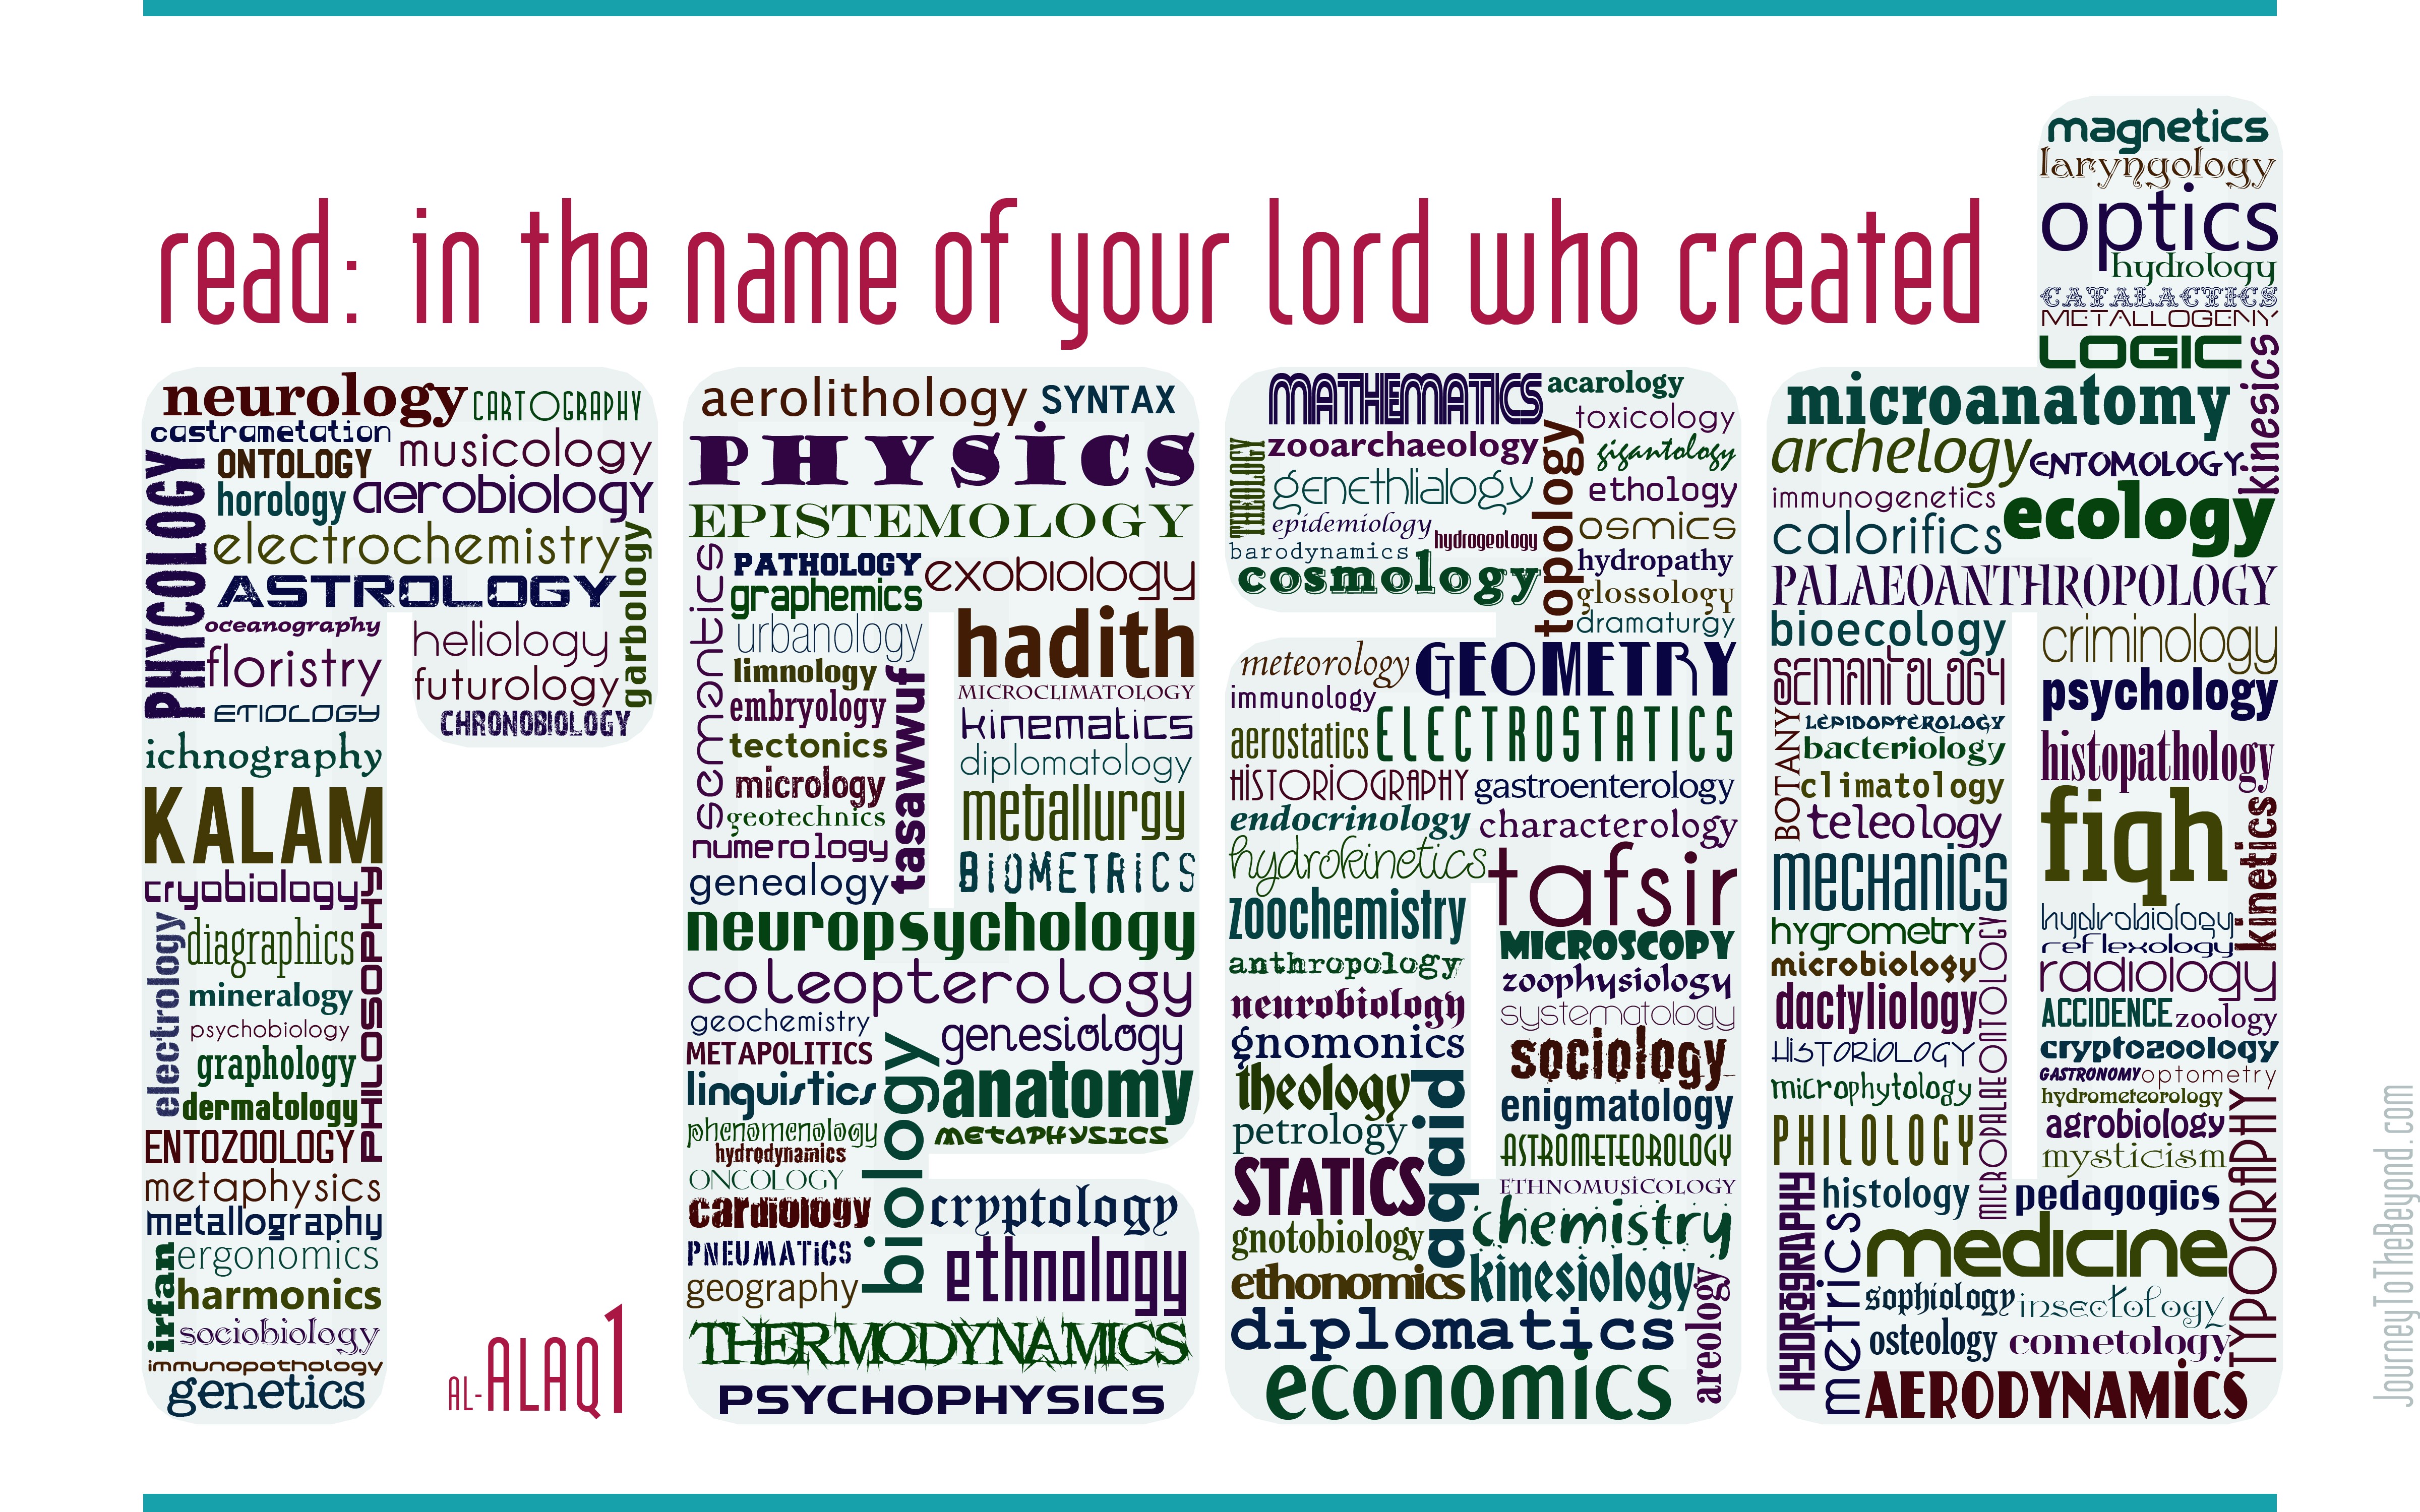 read: in the name of your lord who created
neurology CARTOGRAPHY
castrametation
PHYCOLOGY
ONTOLOGY musicology
horology aerobiology
electrochemistry
ASTROLOGY
garbology
oceanography
heliology
floristry
futurology
ETIOLOGY
CHRONOBIOLOGY
ichnography
KALAM
cryobiology
PHILOSOPHY
electrology
diagraphics
mineralogy
psychobiology
graphology
dermatology
ENTOZOOLOGY
metaphysics
metallography
irfan
ergonomics
harmonics
sociobiology
immunopathology
genetics
AL-ALAQ1
aerolithology SYNTAX
PHYSiCS
EPISTEMOLOGY
sementics
PATHOLOGY exobiology
graphemics
urbanology
hadith
limnology
tasawwuf
MICROCLIMATOLOGY
embryology
kinematics
tectonics
diplomatology
micrology
metallurgy
geotechnics
numerology
BIOMETRICS
genealogy
neuropsychology
coleopterology
geochemistry
genesiology
METAPOLITICS
biology
linguistics
anatomy
phenomenology
METAPHYSICS
hydrodynamics
ONCOLOGY
cardiology
cryptology
PNEUMATiCS
ethnology
geography
THERMODYNAMICS
PSYCHOPHYSICS
MATHEMATICS acarology
toxicology
THEROLOGY
zooarchaeology
topology
gigantology
genethlialogy
ethology
epidemiology
hydrogeology
osmics
barodynamics
hydropathy
cosmology
glossology
dramaturgy
meteorology GEOMETRY
immunology
ELECTROSTATICS
aerostatics
HISTORIOGRAPHY gastroenterology
endocrinology characterology
hydrokinetics
tafsir
zoochemistry
MICROSCOPY
anthropology
zoophysiology
neurobiology
systematology
gnomonics
sociology
theology
aqaid
enigmatology
petrology
ASTROMETEOROLOGY
STATICS
ETHNOMUSiCOLOGY
gnotobiology
chemistry
ethonomics kinesiology
areology
diplomatics
economics
magnetics
laryngology
optics
hydrology
CATALACTICS
METALLOGENY
LOGIC
kinesics
microanatomy
archelogy ENTOMOLOGY
immunogenetics
ecology
calorifics
PALAEOANTHROPOLOGY
bioecology
criminology
SEMANTOLOGY
psychology
BOTANY
LEPIDOPTEROLOGY
bacteriology
histopathology
climatology
fiqh
kinetics
teleology
mechanics
hygrometry
hydrobiology
MICROPALAEONTOLOGY
reflexology
microbiology
radiology
dactyliology
ACCIDENCE zoology
HiSTORiOLOGY
cryptozoology
GASTRONOMY optometry
microphytology
hydrometeorology
TYPOGRAPHY
PHILOLOGY
agrobiology
mysticism
HYDROGRAPHY
histology
pedagogics
metrics
medicine
sophiology insectology
osteology cometology
AERODYNAMiCS
JourneyToTheBeyond.com